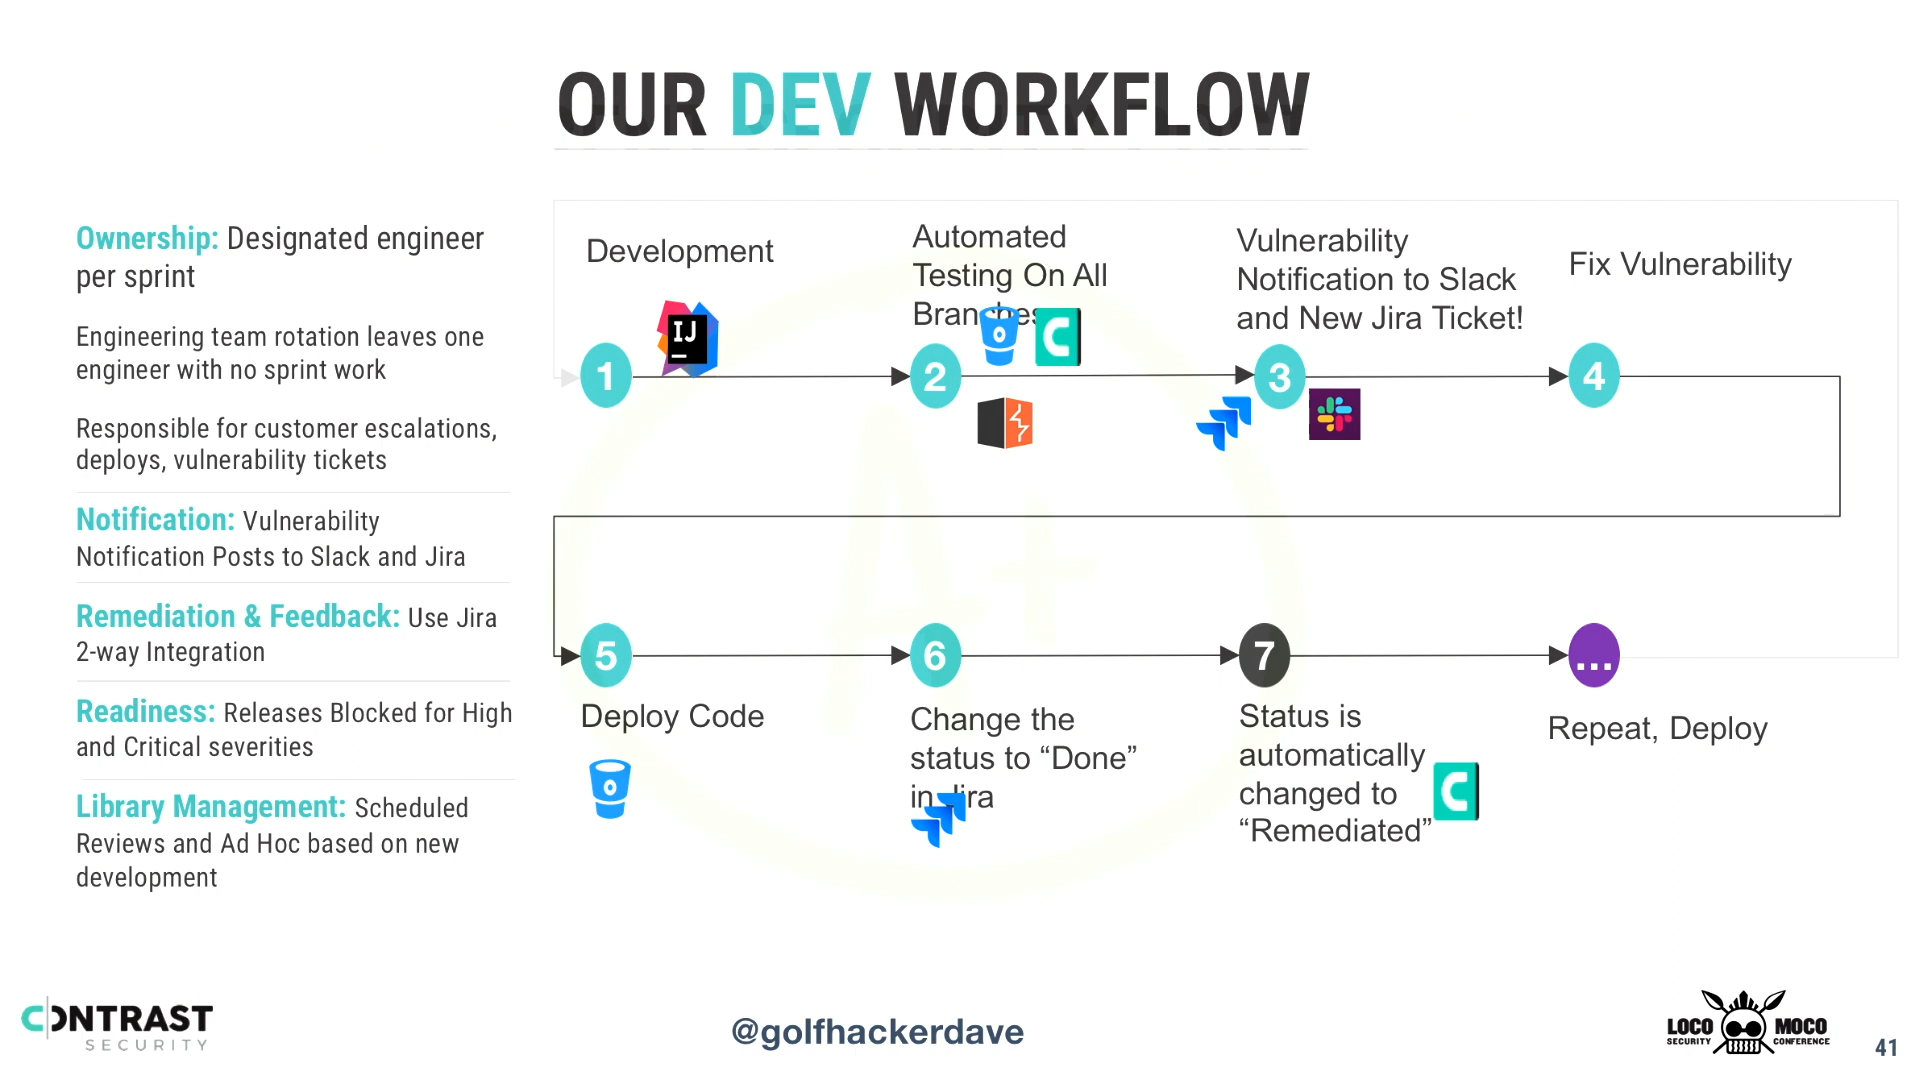 OUR DEV WORKFLOW
Ownership: Designated engineer
per sprint
Engineering team rotation leaves one
engineer with no sprint work
Responsible for customer escalations,
deploys, vulnerability tickets
Notification: Vulnerability
Notification Posts to Slack and Jira
Remediation & Feedback: Use Jira
2-way Integration
Readiness: Releases Blocked for High
and Critical severities
Library Management: Scheduled
Reviews and Ad Hoc based on new
development
Development
IJ
1
Automated
Testing On All
Branches
C
2
Vulnerability
Notification to Slack
and New Jira Ticket!
3
Fix Vulnerability
4
A+
5
Deploy Code
6
Change the
status to “Done”
in Jira
7
Status is
automatically
changed to
“Remediated”
C
...
Repeat, Deploy
CONTRAST
SECURITY
@golfhackerdave
LOCO MOCO
SECURITY CONFERENCE
41